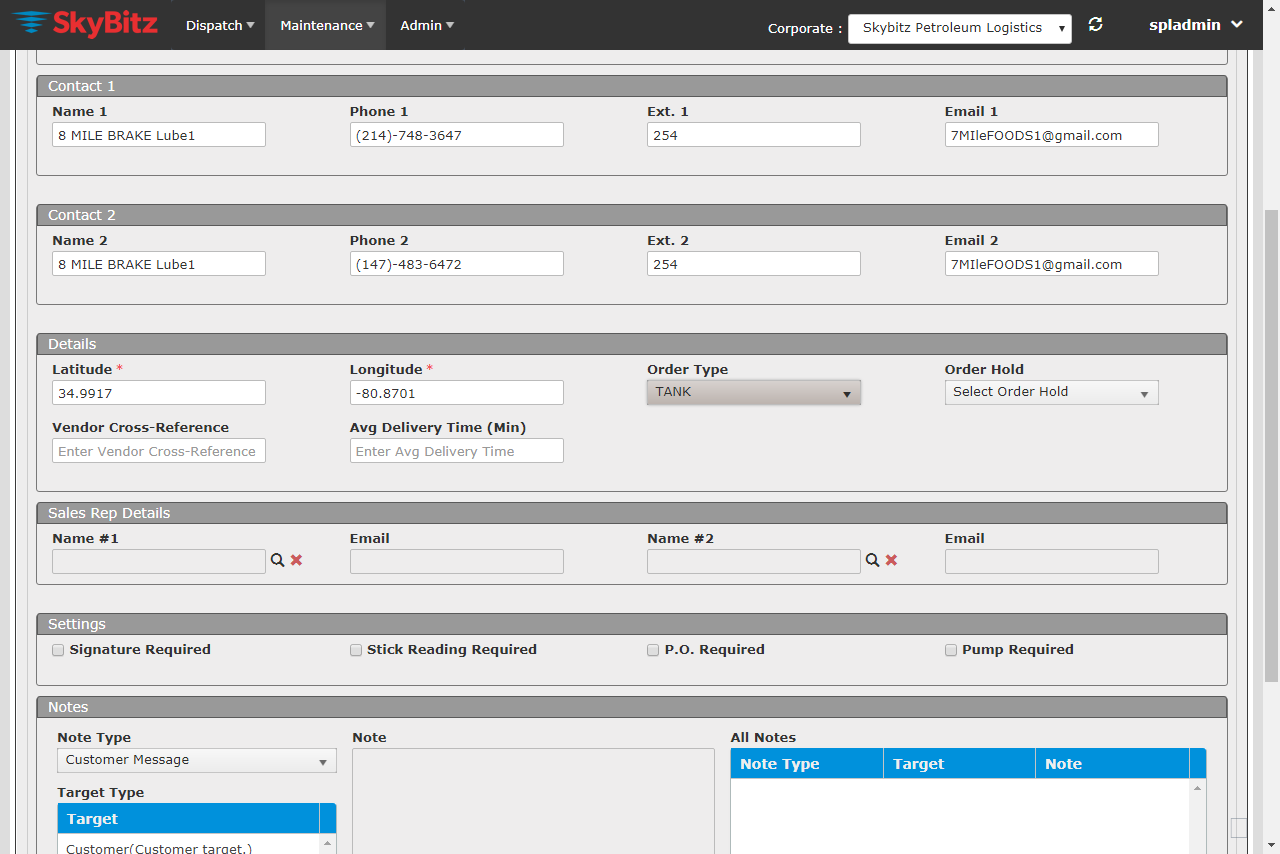 SkyBitz Dispatch Maintenance Admin Corporate : Skybitz Petroleum Logistics spladmin
Contact 1
Name 1 Phone 1 Ext. 1 Email 1
8 MILE BRAKE Lube1 (214)-748-3647 254 7MIleFOODS1@gmail.com
Contact 2
Name 2 Phone 2 Ext. 2 Email 2
8 MILE BRAKE Lube1 (147)-483-6472 254 7MIleFOODS1@gmail.com
Details
Latitude * Longitude * Order Type Order Hold
34.9917 -80.8701 TANK Select Order Hold
Vendor Cross-Reference Avg Delivery Time (Min)
Enter Vendor Cross-Reference Enter Avg Delivery Time
Sales Rep Details
Name #1 Email Name #2 Email
Settings
Signature Required Stick Reading Required P.O. Required Pump Required
Notes
Note Type Note All Notes
Customer Message Note Type Target Note
Target Type
Target
Customer(Customer target.)